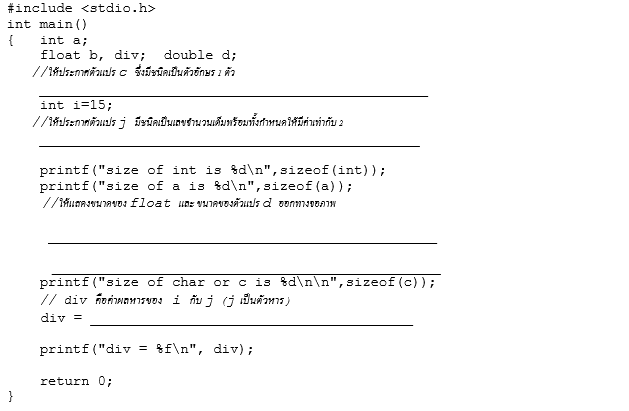 #include <stdio.h>
int main()
{ int a;
float b, div; double d;
//ให้ประกาศตัวแปร c ซึ่งมีชนิดเป็นตัวอักษร 1 ตัว
int i=15;
//ให้ประกาศตัวแปร j มีชนิดเป็นเลขจำนวนเต็มพร้อมทั้งกำหนดให้มีค่าเท่ากับ 2
printf("size of int is %d\n",sizeof(int));
printf("size of a is %d\n",sizeof(a));
//ให้แสดงขนาดของ float และ ขนาดของตัวแปร d ออกทางจอภาพ
printf("size of char or c is %d\n\n",sizeof(c));
// div คือค่าผลหารของ i กับ j (j เป็นตัวหาร)
div =
printf("div = %f\n", div);
return 0;
}